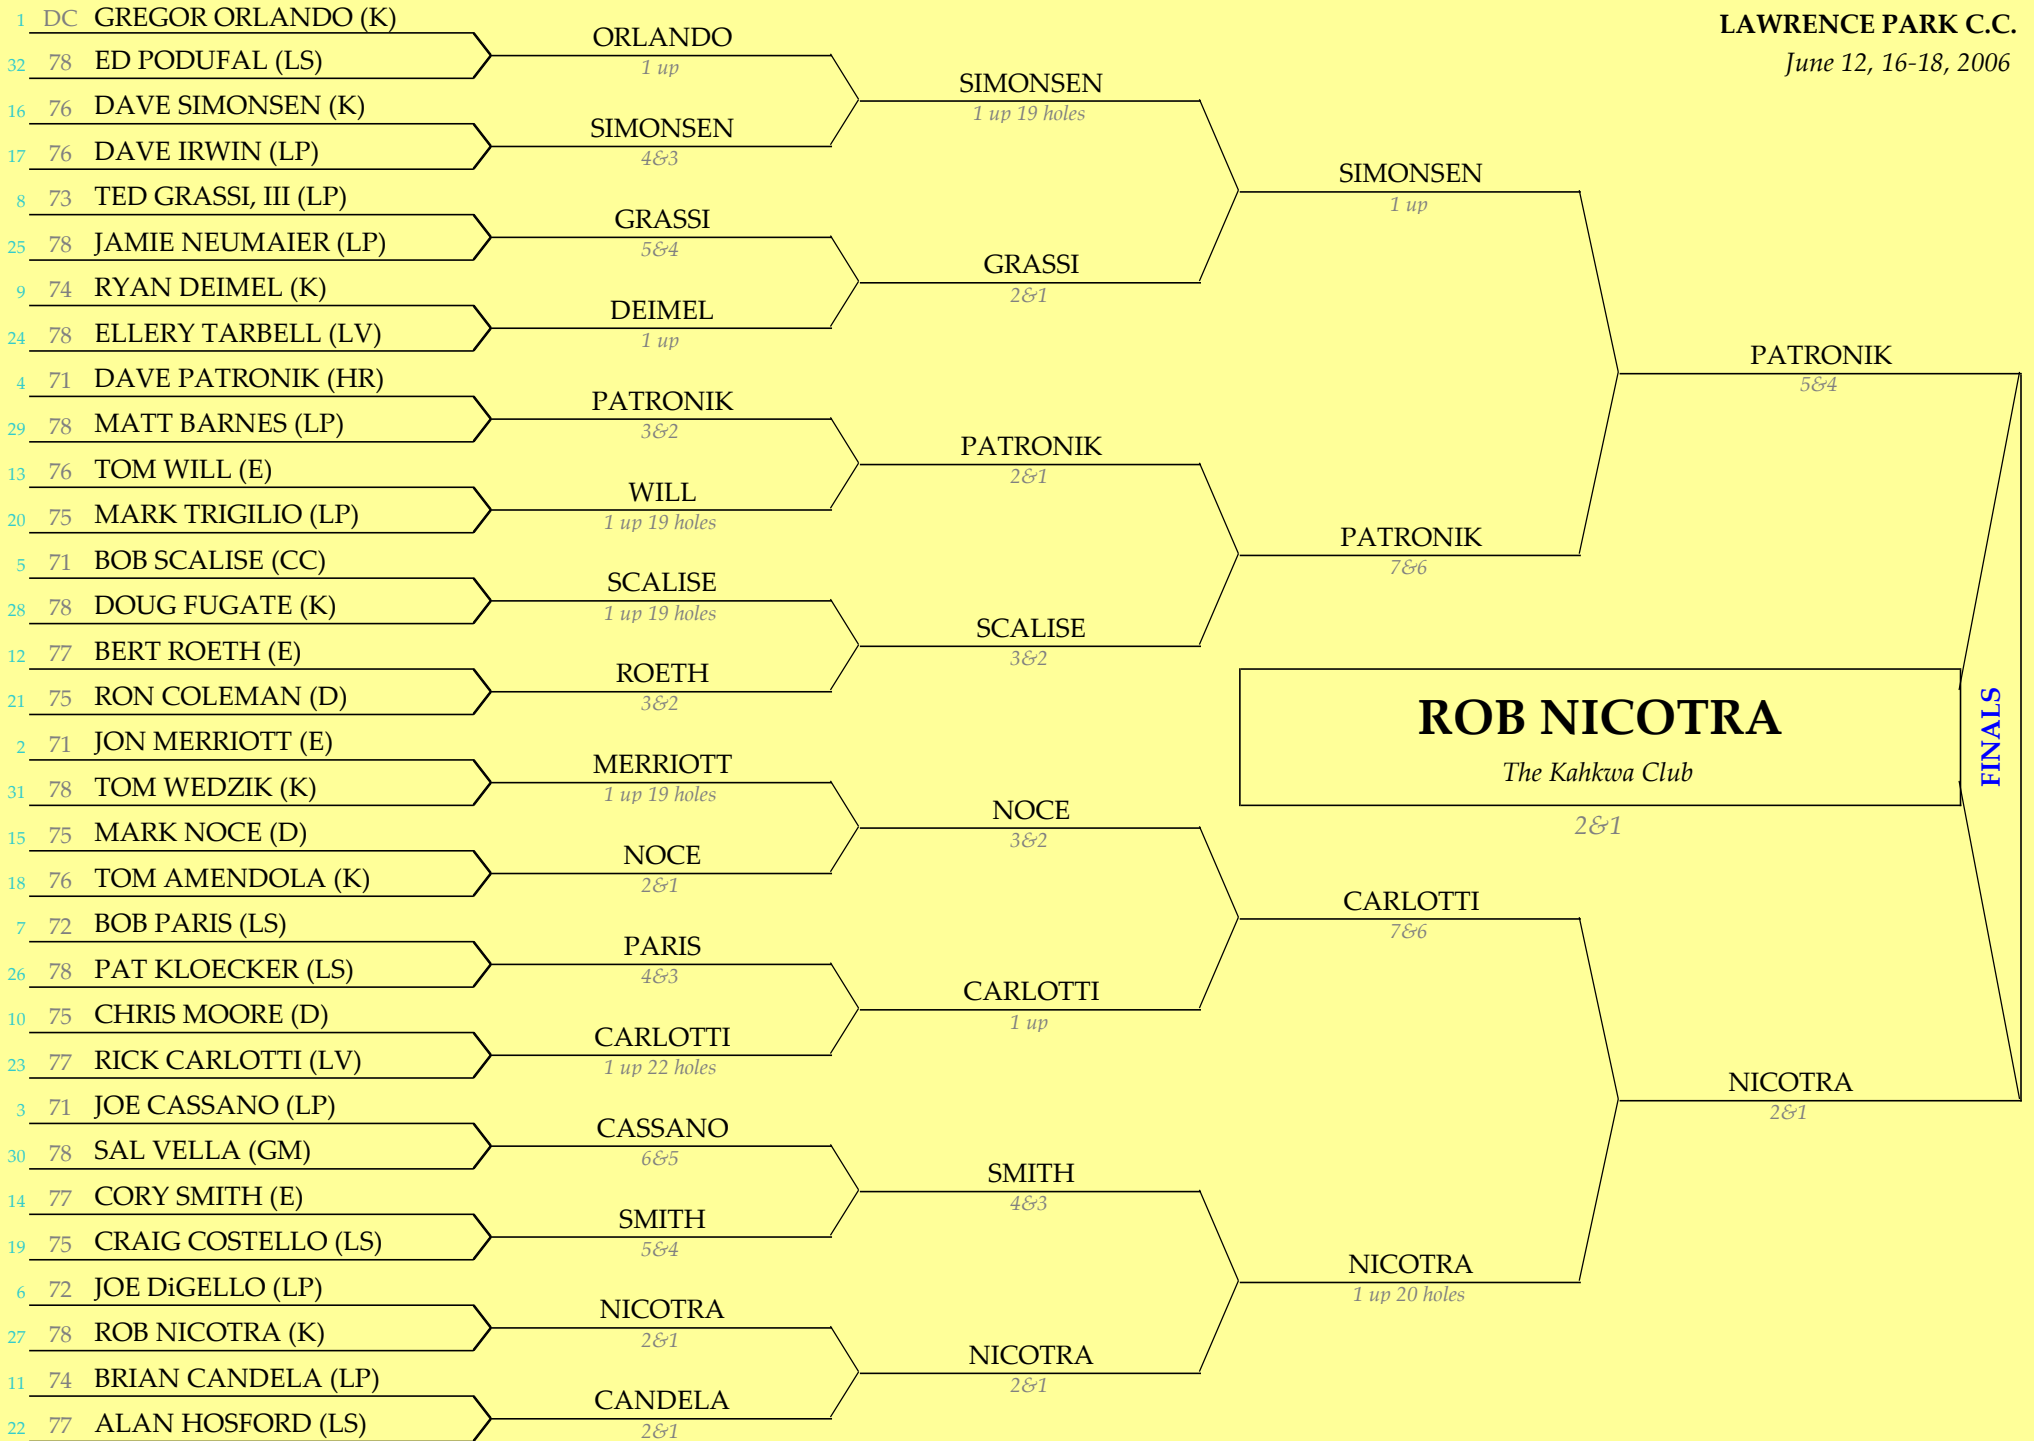 LAWRENCE PARK C.C.
June 12, 16-18, 2006
1 DC GREGOR ORLANDO (K)
32 78 ED PODUFAL (LS)
16 76 DAVE SIMONSEN (K)
17 76 DAVE IRWIN (LP)
8 73 TED GRASSI, III (LP)
25 78 JAMIE NEUMAIER (LP)
9 74 RYAN DEIMEL (K)
24 78 ELLERY TARBELL (LV)
4 71 DAVE PATRONIK (HR)
29 78 MATT BARNES (LP)
13 76 TOM WILL (E)
20 75 MARK TRIGILIO (LP)
5 71 BOB SCALISE (CC)
28 78 DOUG FUGATE (K)
12 77 BERT ROETH (E)
21 75 RON COLEMAN (D)
2 71 JON MERRIOTT (E)
31 78 TOM WEDZIK (K)
15 75 MARK NOCE (D)
18 76 TOM AMENDOLA (K)
7 72 BOB PARIS (LS)
26 78 PAT KLOECKER (LS)
10 75 CHRIS MOORE (D)
23 77 RICK CARLOTTI (LV)
3 71 JOE CASSANO (LP)
30 78 SAL VELLA (GM)
14 77 CORY SMITH (E)
19 75 CRAIG COSTELLO (LS)
6 72 JOE DiGELLO (LP)
27 78 ROB NICOTRA (K)
11 74 BRIAN CANDELA (LP)
22 77 ALAN HOSFORD (LS)
ORLANDO
1 up
SIMONSEN
4&3
GRASSI
5&4
DEIMEL
1 up
PATRONIK
3&2
WILL
1 up 19 holes
SCALISE
1 up 19 holes
ROETH
3&2
MERRIOTT
1 up 19 holes
NOCE
2&1
PARIS
4&3
CARLOTTI
1 up 22 holes
CASSANO
6&5
SMITH
5&4
NICOTRA
2&1
CANDELA
2&1
SIMONSEN
1 up 19 holes
GRASSI
2&1
PATRONIK
2&1
SCALISE
3&2
NOCE
3&2
CARLOTTI
1 up
SMITH
4&3
NICOTRA
2&1
SIMONSEN
1 up
PATRONIK
7&6
CARLOTTI
7&6
NICOTRA
1 up 20 holes
PATRONIK
5&4
NICOTRA
2&1
FINALS
ROB NICOTRA
The Kahkwa Club
2&1